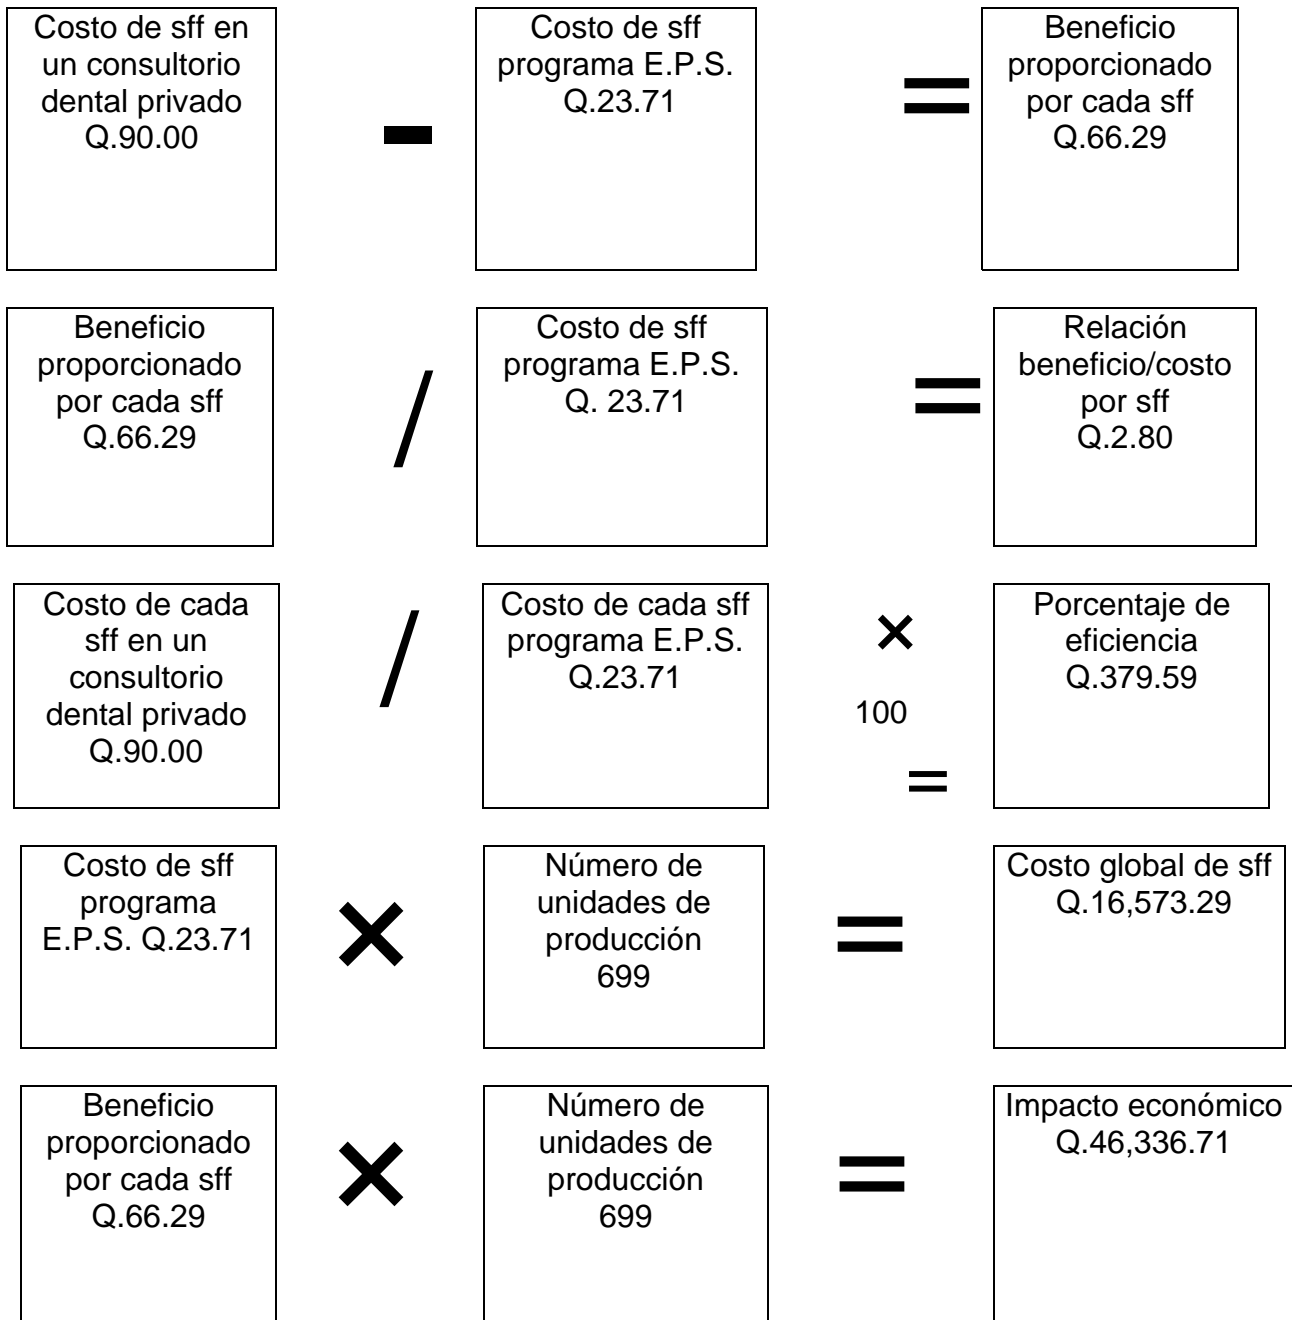 Costo de sff en
un consultorio
dental privado
Q.90.00
-
Costo de sff
programa E.P.S.
Q.23.71
=
Beneficio
proporcionado
por cada sff
Q.66.29
Beneficio
proporcionado
por cada sff
Q.66.29
/
Costo de sff
programa E.P.S.
Q. 23.71
=
Relación
beneficio/costo
por sff
Q.2.80
Costo de cada
sff en un
consultorio
dental privado
Q.90.00
/
Costo de cada sff
programa E.P.S.
Q.23.71
×
100
=
Porcentaje de
eficiencia
Q.379.59
Costo de sff
programa
E.P.S. Q.23.71
×
Número de
unidades de
producción
699
=
Costo global de sff
Q.16,573.29
Beneficio
proporcionado
por cada sff
Q.66.29
×
Número de
unidades de
producción
699
=
Impacto económico
Q.46,336.71